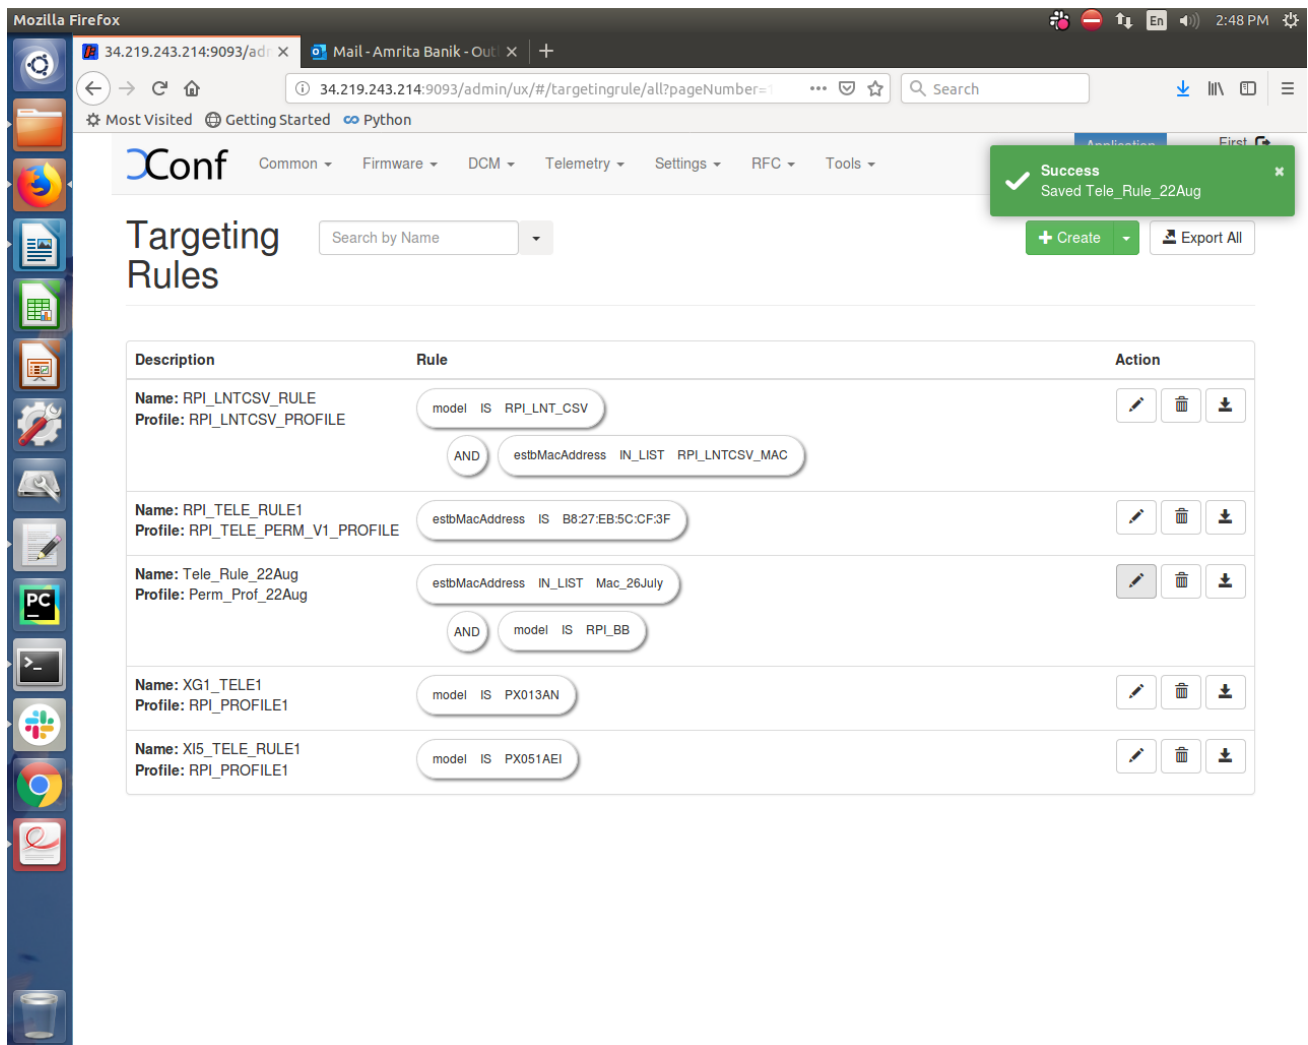 Mozilla Firefox
En 2:48 PM
34.219.243.214:9093/adr Mail - Amrita Banik - Out
34.219.243.214:9093/admin/ux/#/targetingrule/all?pageNumber= Search
Most Visited Getting Started Python
XConf Common Firmware DCM Telemetry Settings RFC Tools
Application First
Success
Saved Tele_Rule_22Aug
Targeting Rules
Search by Name
Create Export All
Description Rule Action
Name: RPI_LNTCSV_RULE
Profile: RPI_LNTCSV_PROFILE
model IS RPI_LNT_CSV
AND estbMacAddress IN_LIST RPI_LNTCSV_MAC
Name: RPI_TELE_RULE1
Profile: RPI_TELE_PERM_V1_PROFILE
estbMacAddress IS B8:27:EB:5C:CF:3F
Name: Tele_Rule_22Aug
Profile: Perm_Prof_22Aug
estbMacAddress IN_LIST Mac_26July
AND model IS RPI_BB
Name: XG1_TELE1
Profile: RPI_PROFILE1
model IS PX013AN
Name: XI5_TELE_RULE1
Profile: RPI_PROFILE1
model IS PX051AEI
PC